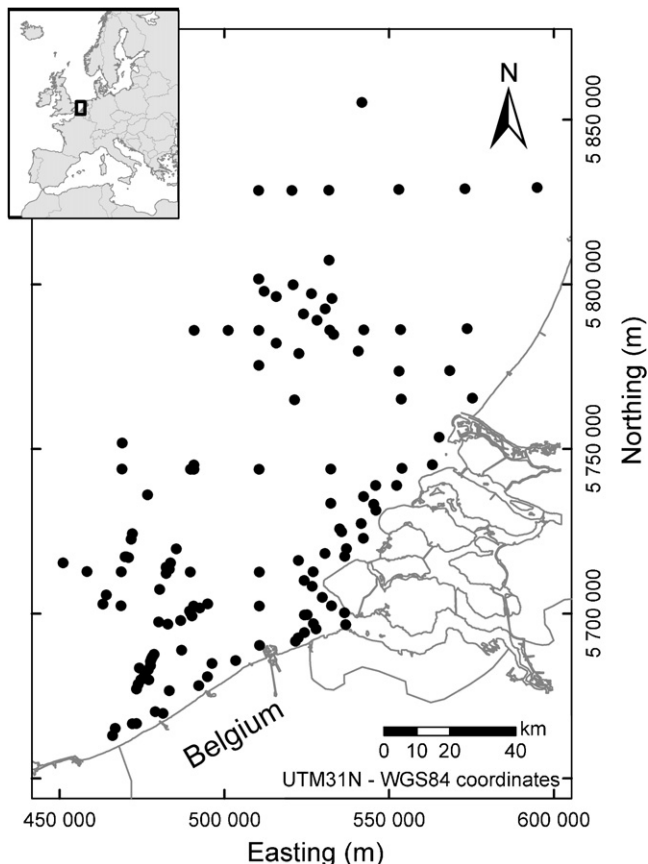 N
5 850 000
5 800 000
5 750 000
5 700 000
Northing (m)
Belgium
km
0 10 20 40
UTM31N - WGS84 coordinates
450 000 500 000 550 000 600 000
Easting (m)